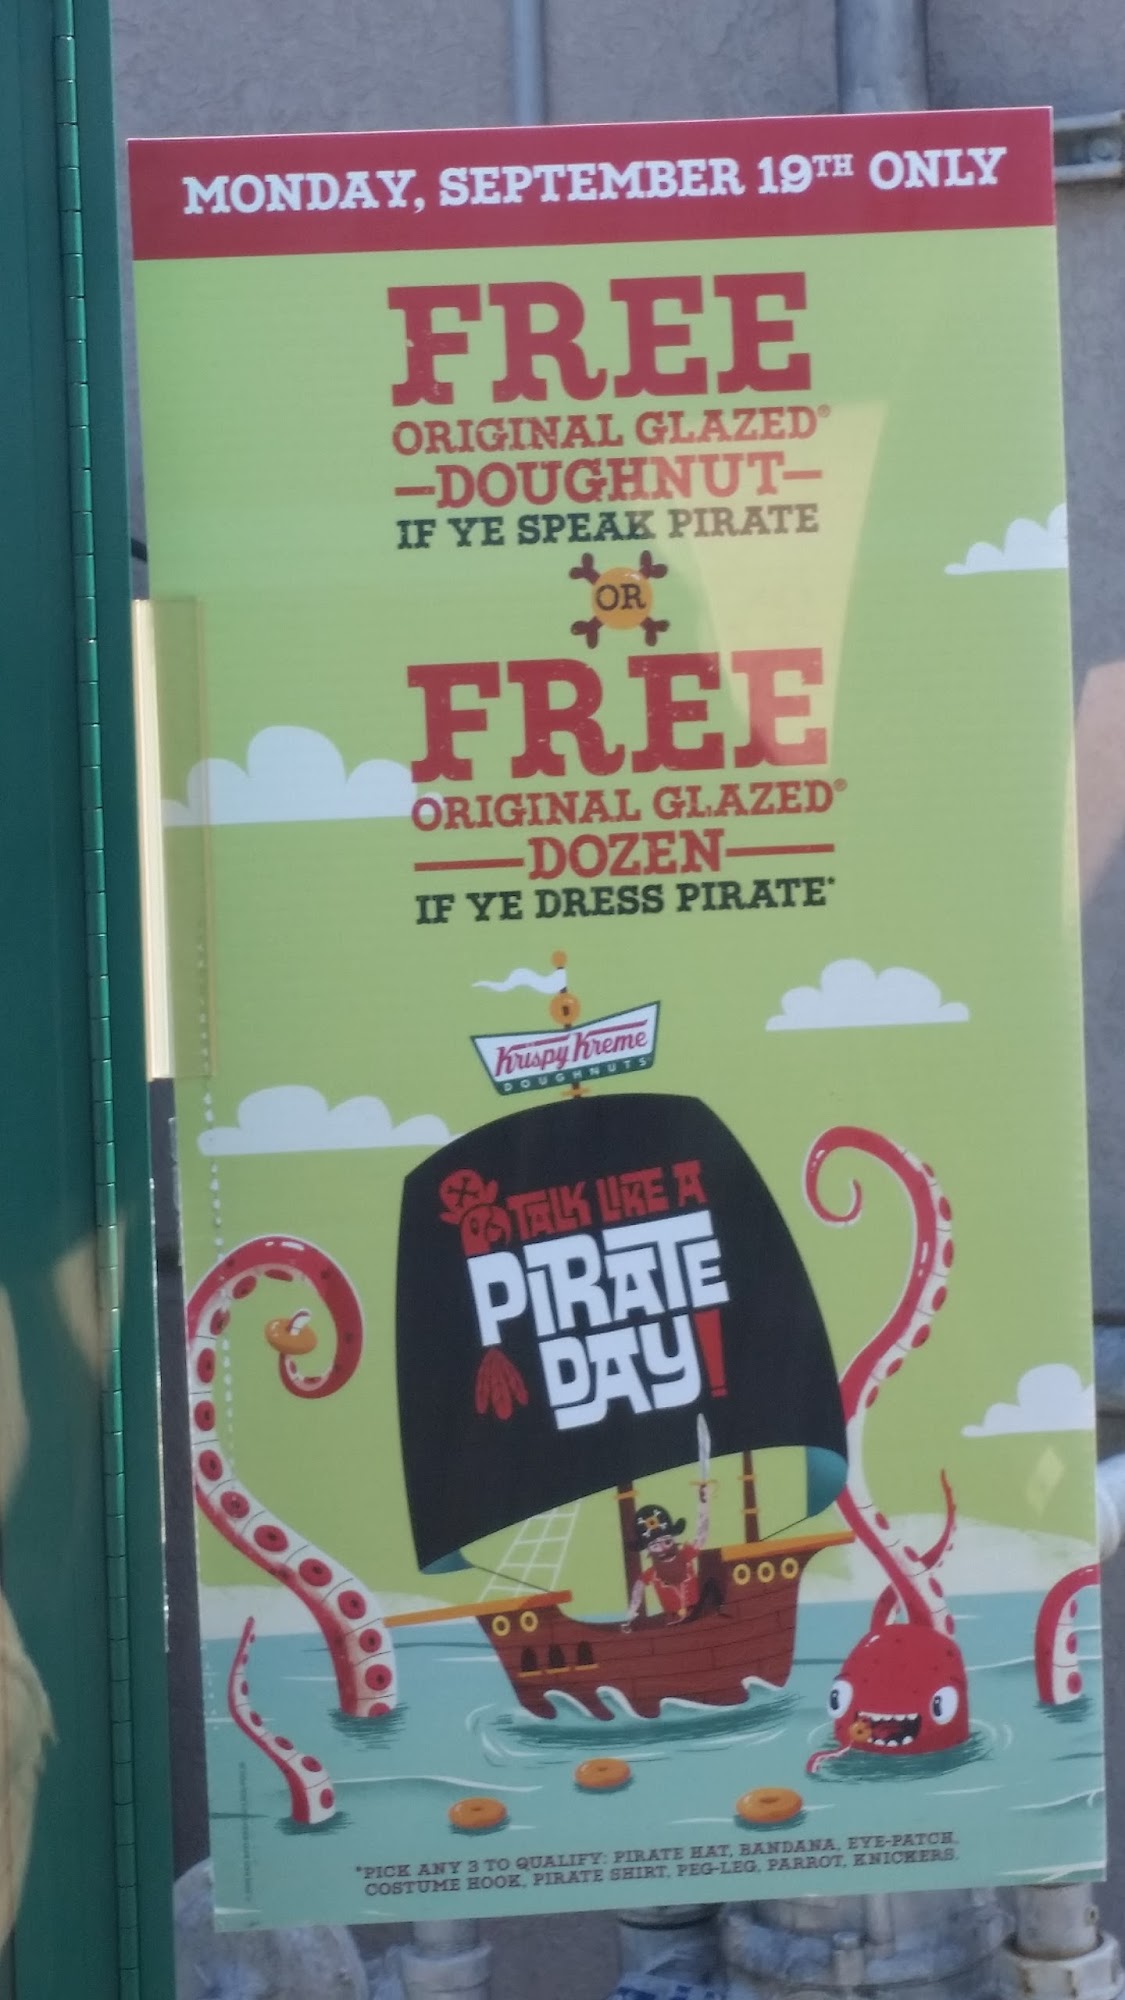 MONDAY, SEPTEMBER 19TH ONLY
FREE
ORIGINAL GLAZED®
—DOUGHNUT—
IF YE SPEAK PIRATE
OR
FREE
ORIGINAL GLAZED®
—DOZEN—
IF YE DRESS PIRATE*
Krispy Kreme
DOUGHNUTS
TALK LIKE A
PIRATE
DAY!
*PICK ANY 3 TO QUALIFY: PIRATE HAT, BANDANA, EYE-PATCH,
COSTUME HOOK, PIRATE SHIRT, PEG-LEG, PARROT, KNICKERS.